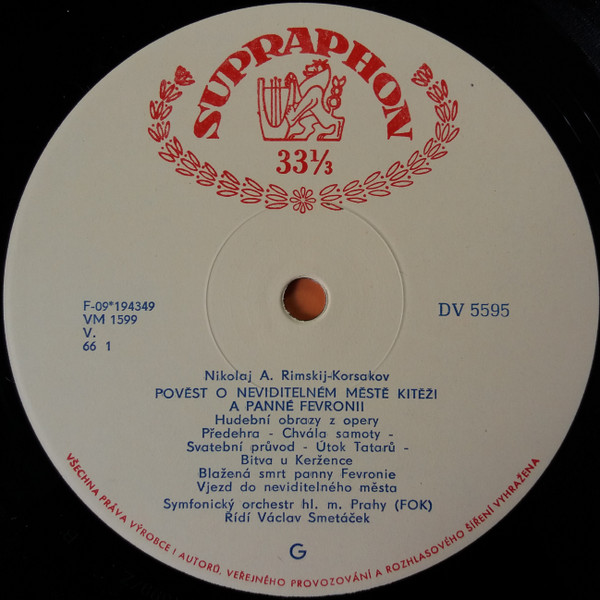 SUPRAPHON
33⅓
F-09*194349
VM 1599
V.
66 1
DV 5595
Nikolaj A. Rimskij-Korsakov
POVĚST O NEVIDITELNÉM MĚSTĚ KITĚŽI
A PANNĚ FEVRONII
Hudební obrazy z opery
Předehra - Chvála samoty -
Svatební průvod - Útok Tatarů -
Bitva u Keržence
Blažená smrt panny Fevronie
Vjezd do neviditelného města
Symfonický orchestr hl. m. Prahy (FOK)
Řídí Václav Smetáček
G
VŠECHNA PRÁVA VÝROBCE I AUTORŮ, VEŘEJNÉHO PROVOZOVÁNÍ A ROZHLASOVÉHO ŠÍŘENÍ VYHRAŽENA